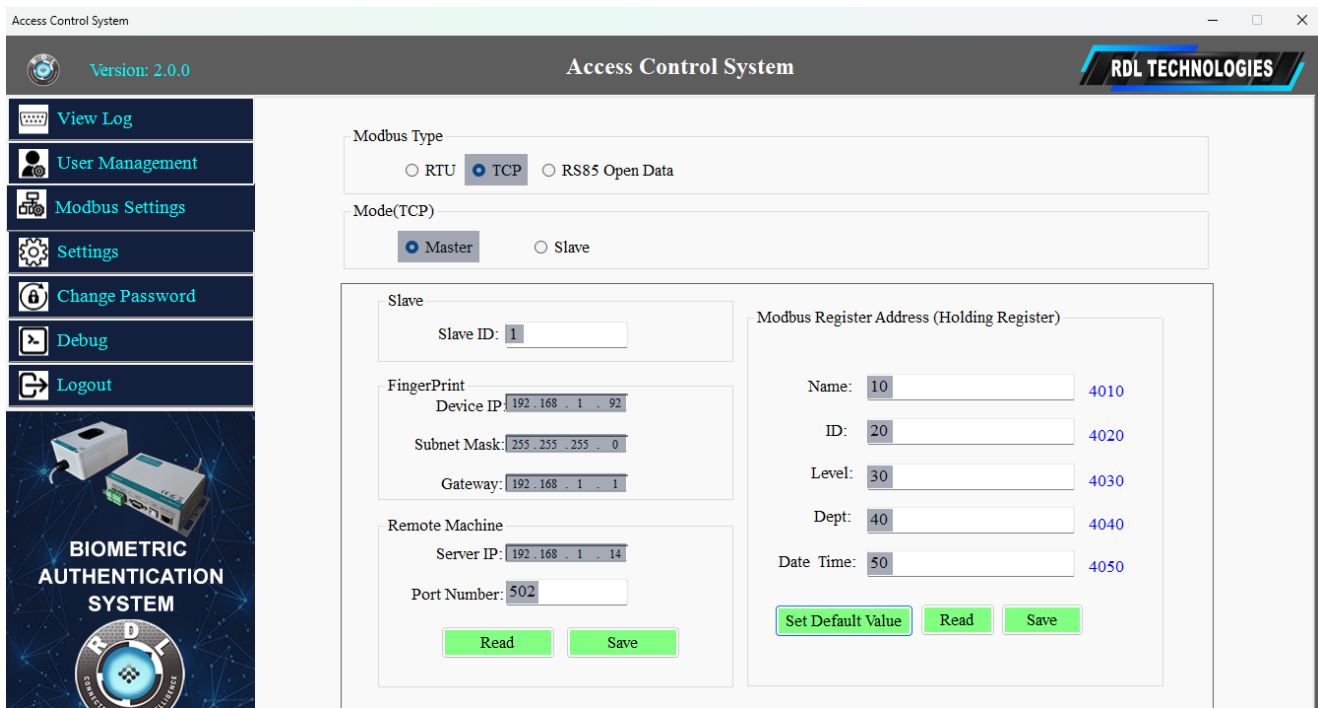 Access Control System
Version: 2.0.0
Access Control System
RDL TECHNOLOGIES
View Log
User Management
Modbus Settings
Settings
Change Password
Debug
Logout
BIOMETRIC
AUTHENTICATION
SYSTEM
RDL
Modbus Type
RTU TCP RS85 Open Data
Mode(TCP)
Master Slave
Slave
Slave ID: 1
FingerPrint
Device IP: 192 . 168 . 1 . 92
Subnet Mask: 255 . 255 . 255 . 0
Gateway: 192 . 168 . 1 . 1
Remote Machine
Server IP: 192 . 168 . 1 . 14
Port Number: 502
Read Save
Modbus Register Address (Holding Register)
Name: 10 4010
ID: 20 4020
Level: 30 4030
Dept: 40 4040
Date Time: 50 4050
Set Default Value Read Save